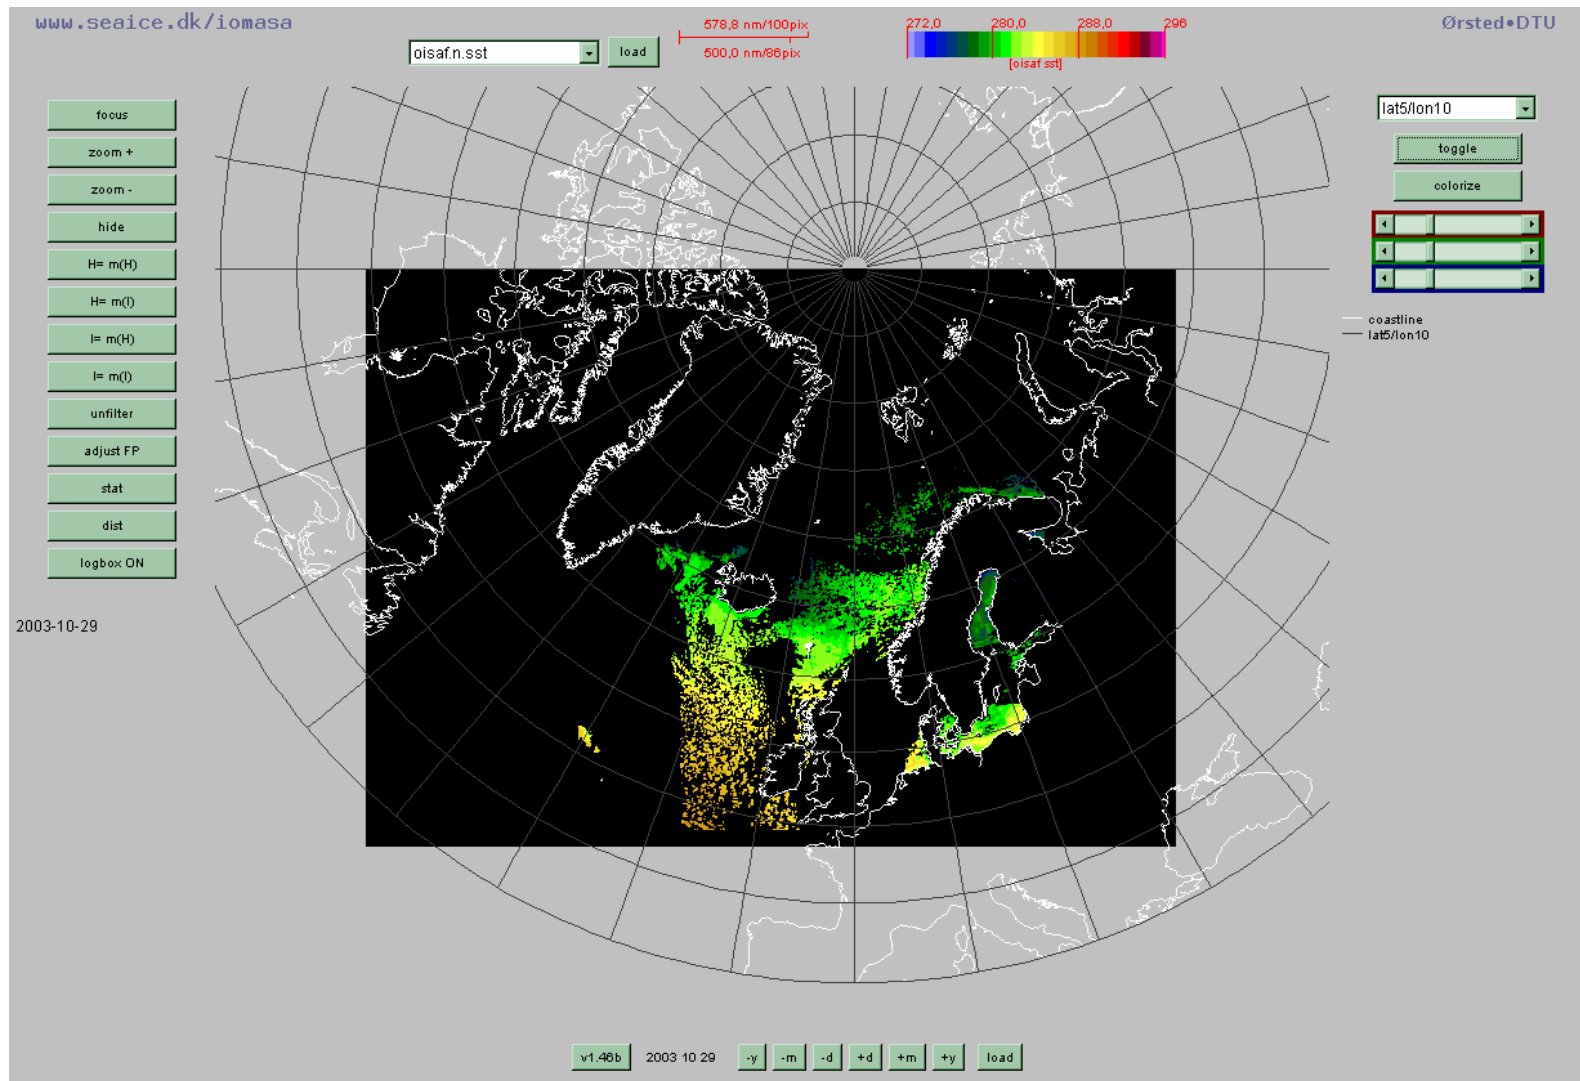 www.seaice.dk/iomasa
Ørsted•DTU
oisaf.n.sst
load
578,8 nm/100pix
500,0 nm/86pix
272,0 280,0 288,0 296
[oisaf sst]
focus
zoom +
zoom -
hide
H= m(H)
H= m(I)
I= m(H)
I= m(I)
unfilter
adjust FP
stat
dist
logbox ON
2003-10-29
lat5/lon10
toggle
colorize
coastline
lat5/lon10
v1.46b 2003 10 29 -y -m -d +d +m +y load